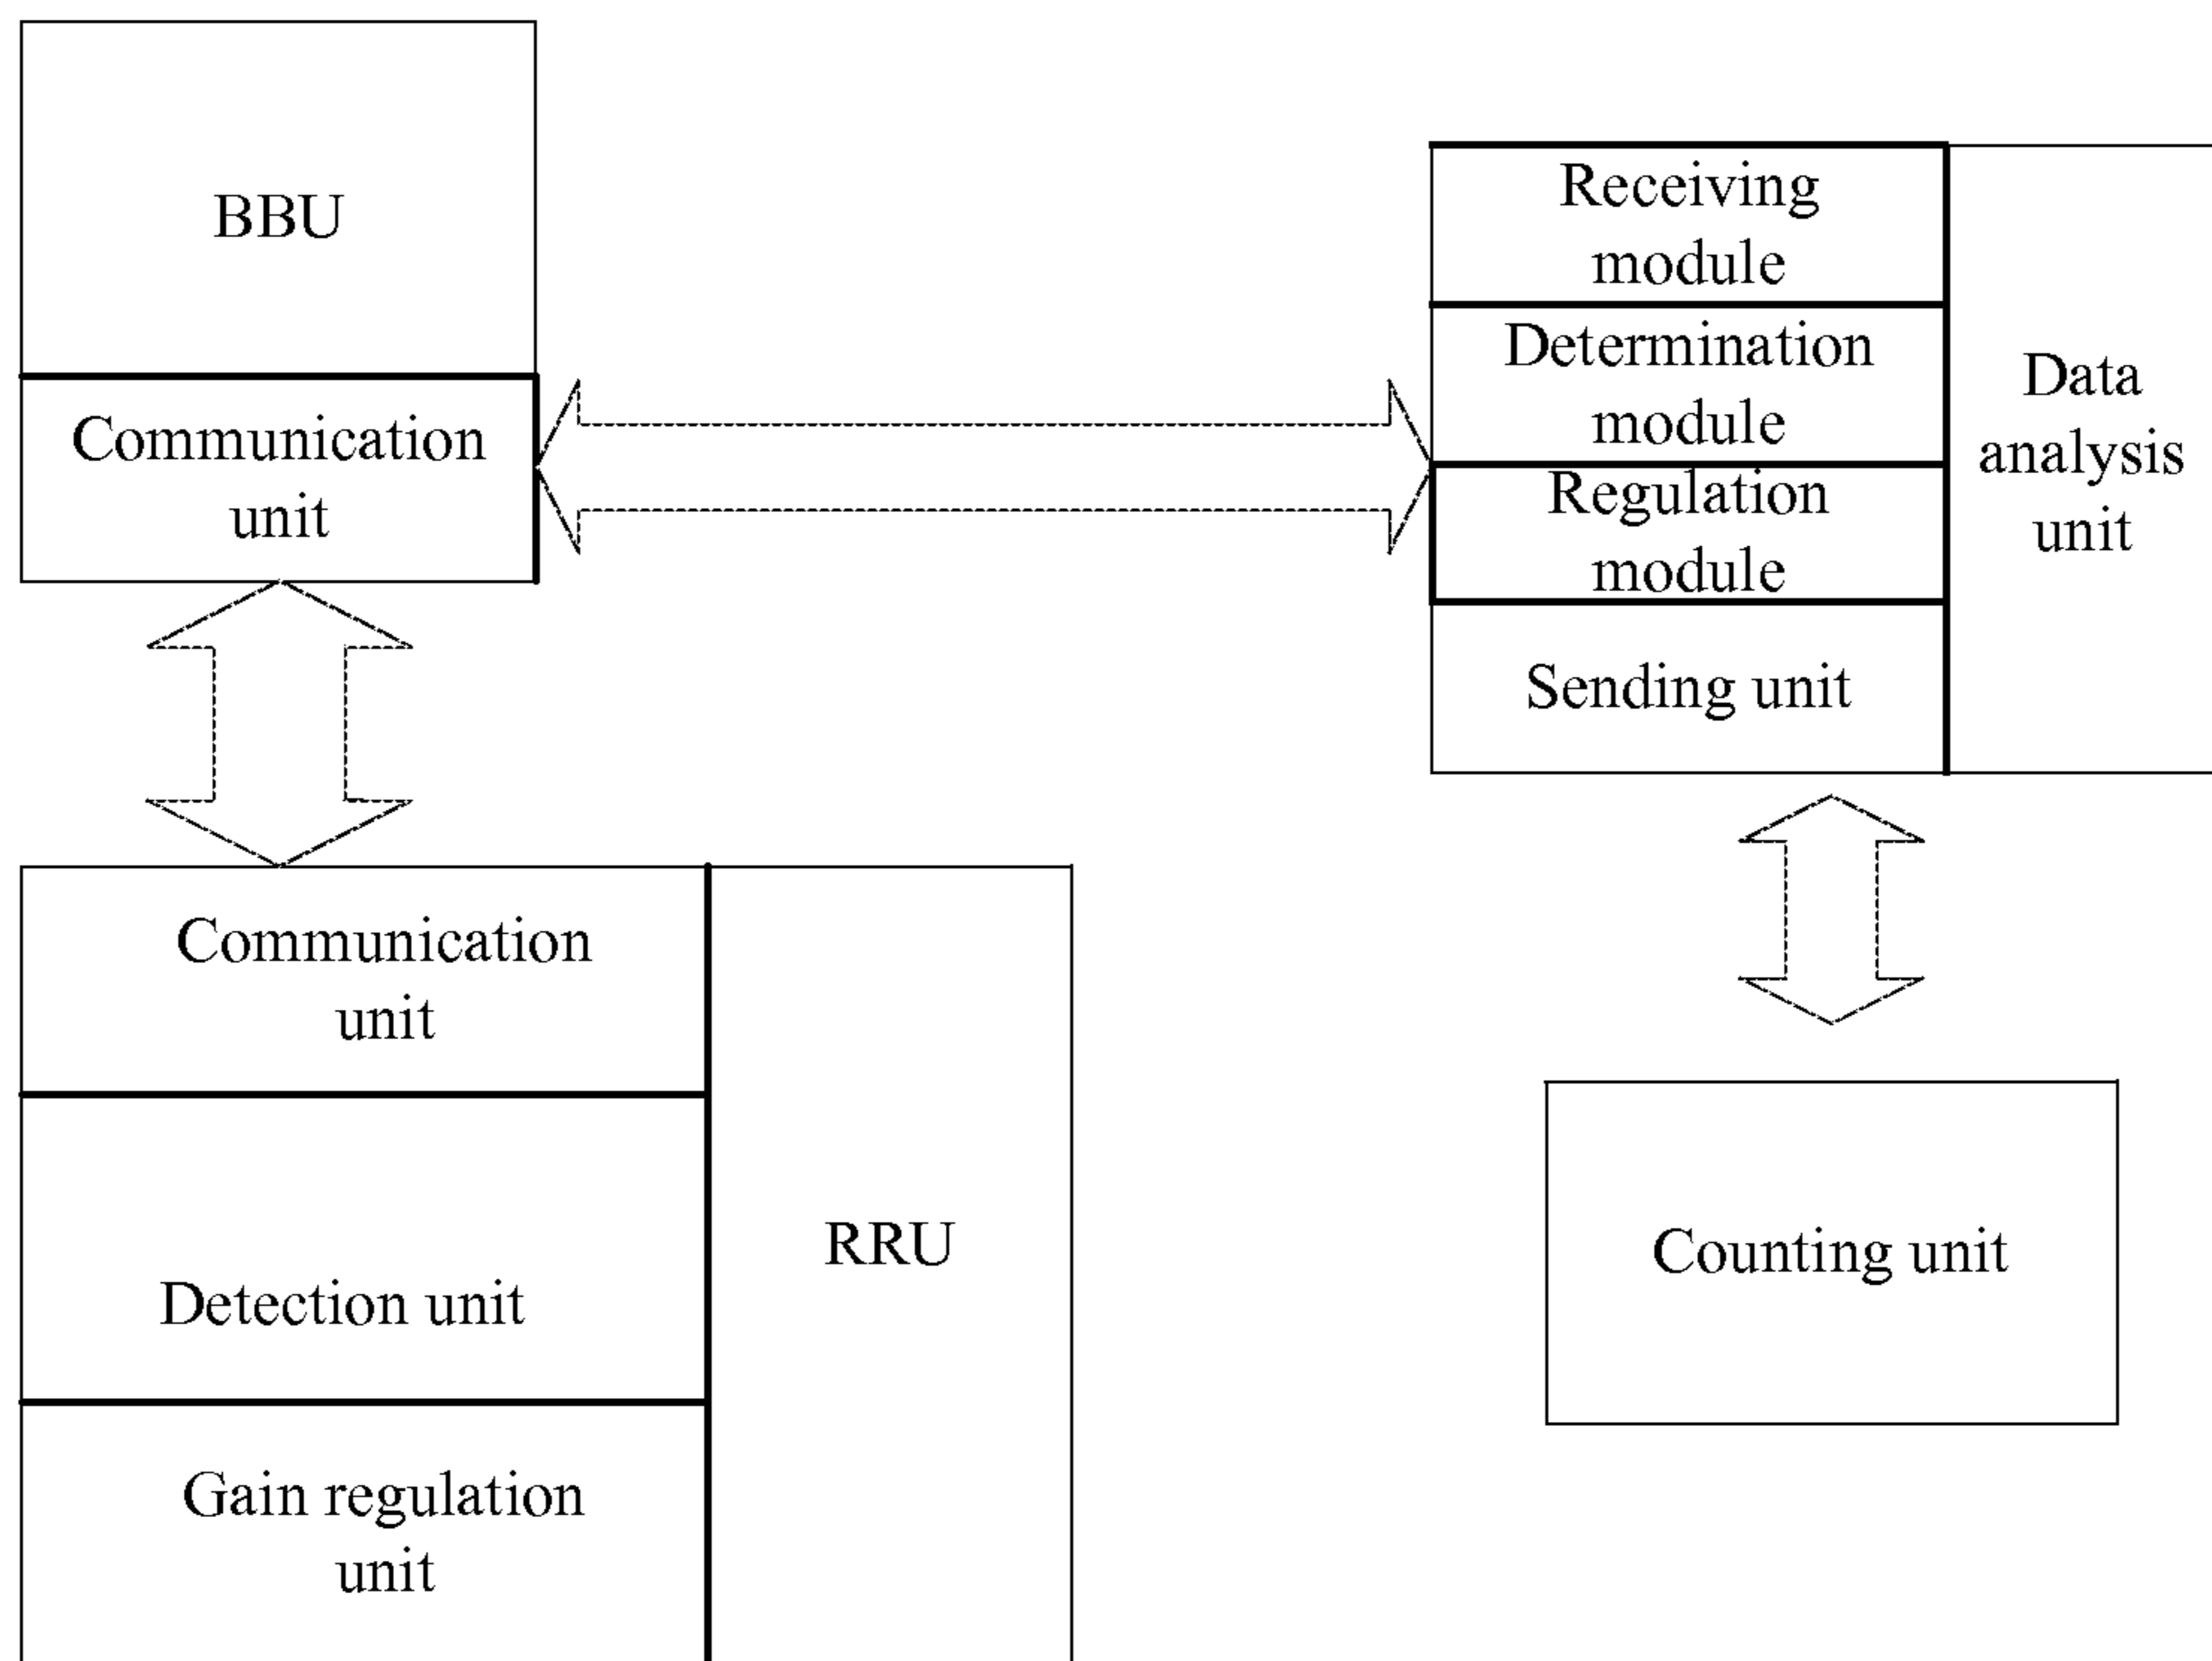 BBU
Communication
unit
Receiving
module
Determination
module
Regulation
module
Sending unit
Data
analysis
unit
Communication
unit
Detection unit
Gain regulation
unit
RRU
Counting unit